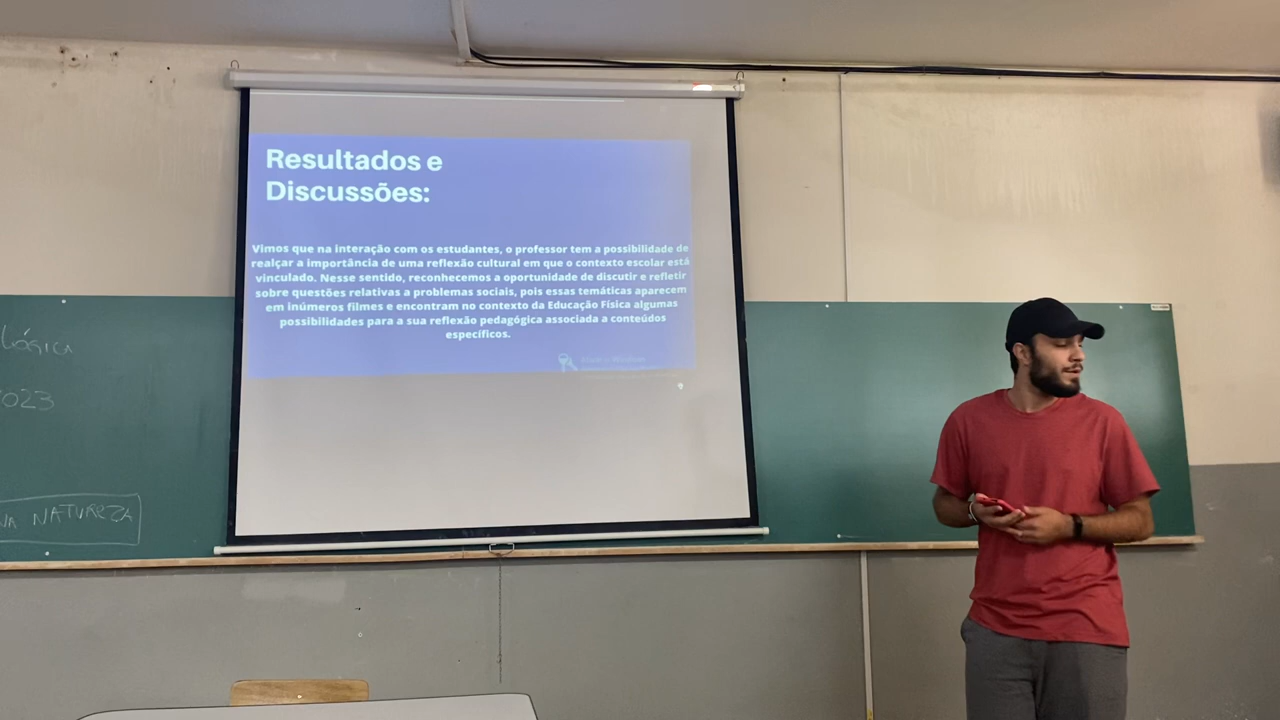 Resultados e
Discussões:
Vimos que na interação com os estudantes, o professor tem a possibilidade de
realçar a importância de uma reflexão cultural em que o contexto escolar está
vinculado. Nesse sentido, reconhecemos a oportunidade de discutir e refletir
sobre questões relativas a problemas sociais, pois essas temáticas aparecem
em inúmeros filmes e encontram no contexto da Educação Física algumas
possibilidades para a sua reflexão pedagógica associada a conteúdos
específicos.
LÓGICA
2023
NA NATUREZA